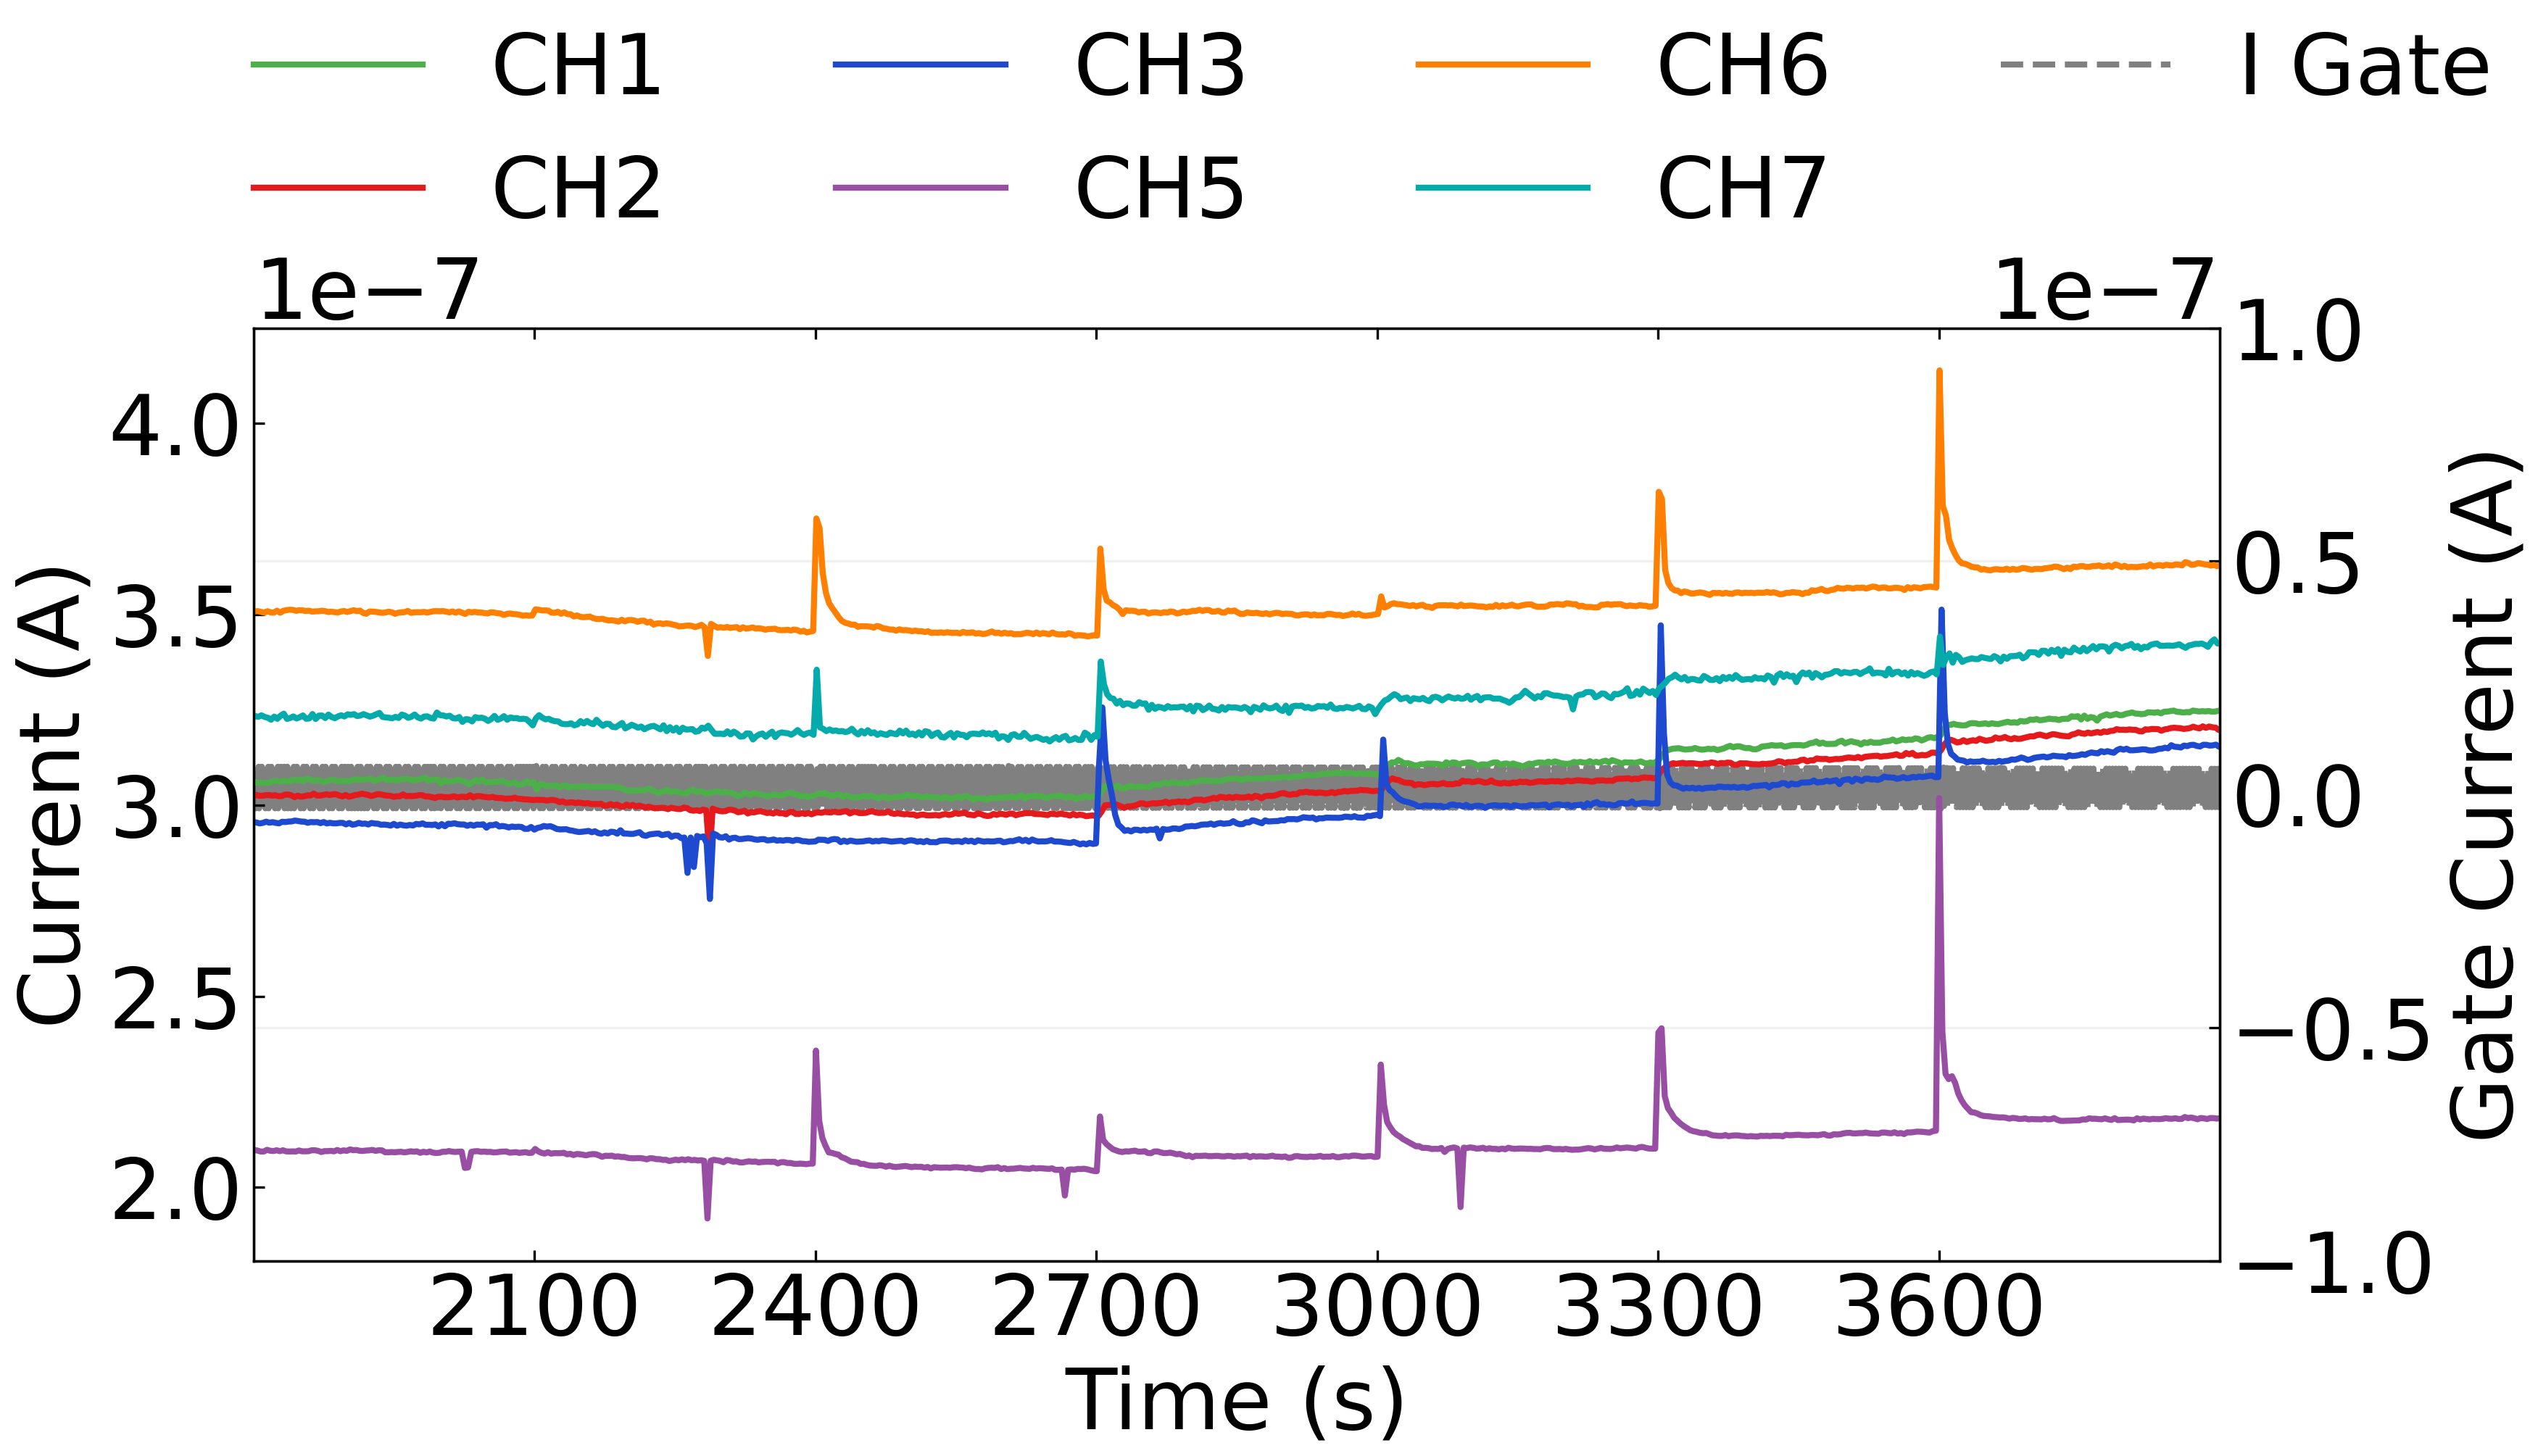 CH1 CH3 CH6 I Gate
CH2 CH5 CH7
1e−7 1e−7
4.0
3.5
3.0
2.5
2.0
Current (A)
1.0
0.5
0.0
−0.5
−1.0
Gate Current (A)
2100 2400 2700 3000 3300 3600
Time (s)